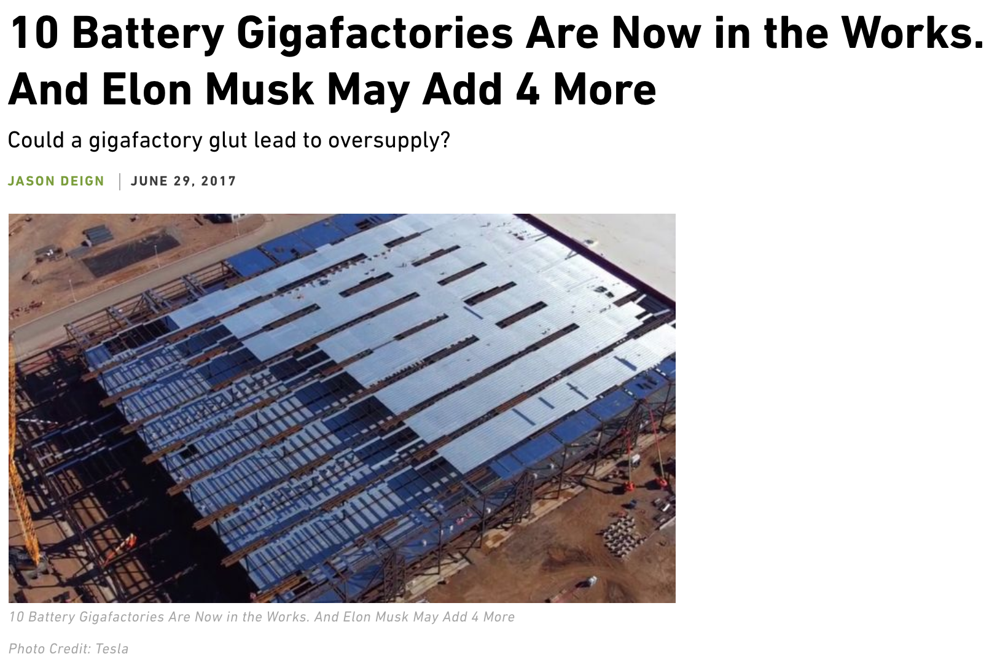 10 Battery Gigafactories Are Now in the Works.
And Elon Musk May Add 4 More
Could a gigafactory glut lead to oversupply?
JASON DEIGN | JUNE 29, 2017
10 Battery Gigafactories Are Now in the Works. And Elon Musk May Add 4 More
Photo Credit: Tesla